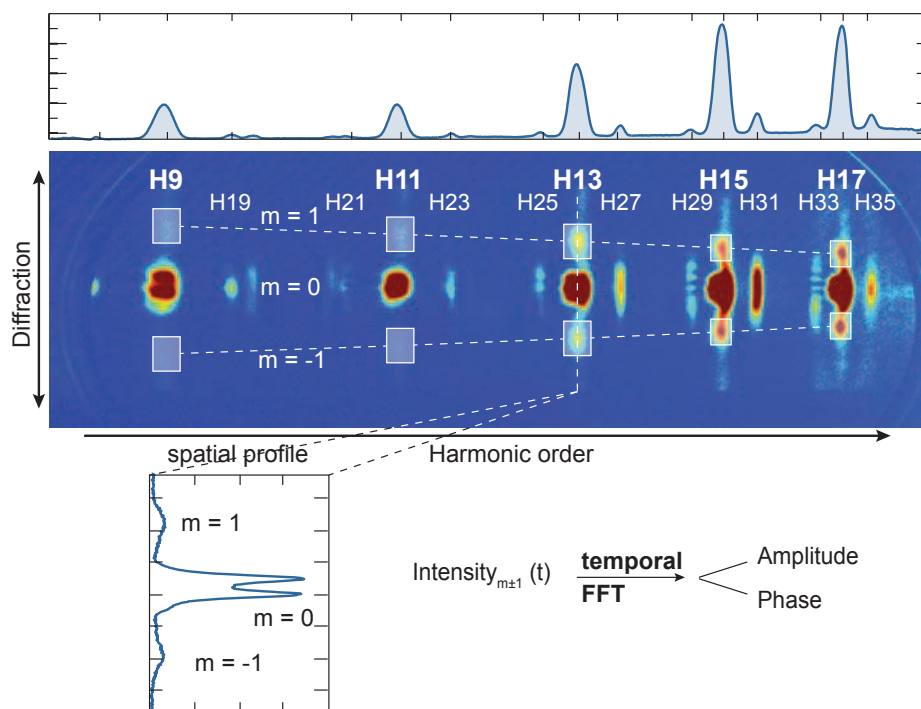 H9 H11 H13 H15 H17
H19 H21 H23 H25 H27 H29 H31 H33 H35
m = 1
m = 0
m = -1
Diffraction
spatial profile
Harmonic order
m = 1
m = 0
m = -1
Intensity m±1 (t)
temporal
FFT
Amplitude
Phase